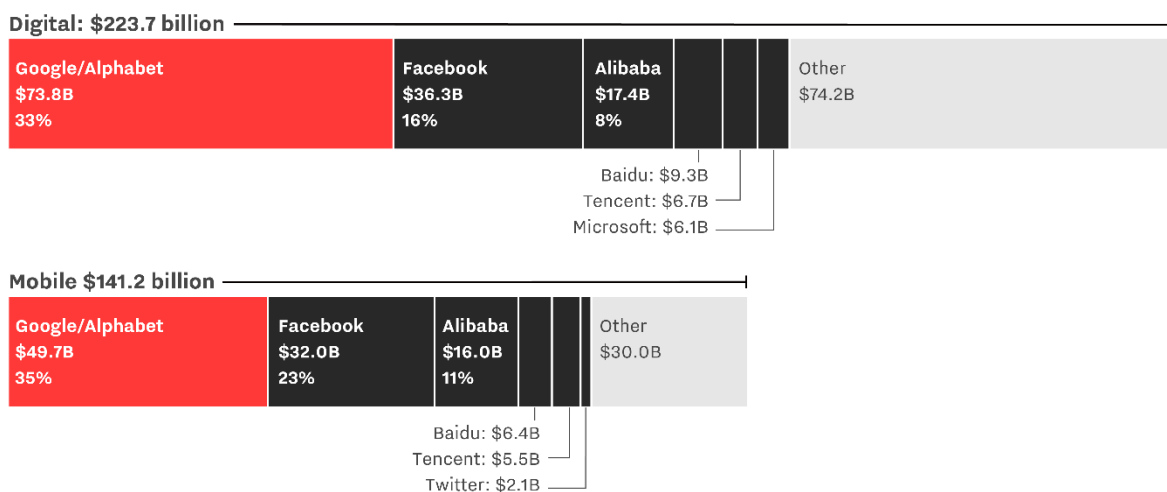 Digital: $223.7 billion
Google/Alphabet
$73.8B
33%
Facebook
$36.3B
16%
Alibaba
$17.4B
8%
Other
$74.2B
Baidu: $9.3B
Tencent: $6.7B
Microsoft: $6.1B
Mobile $141.2 billion
Google/Alphabet
$49.7B
35%
Facebook
$32.0B
23%
Alibaba
$16.0B
11%
Other
$30.0B
Baidu: $6.4B
Tencent: $5.5B
Twitter: $2.1B